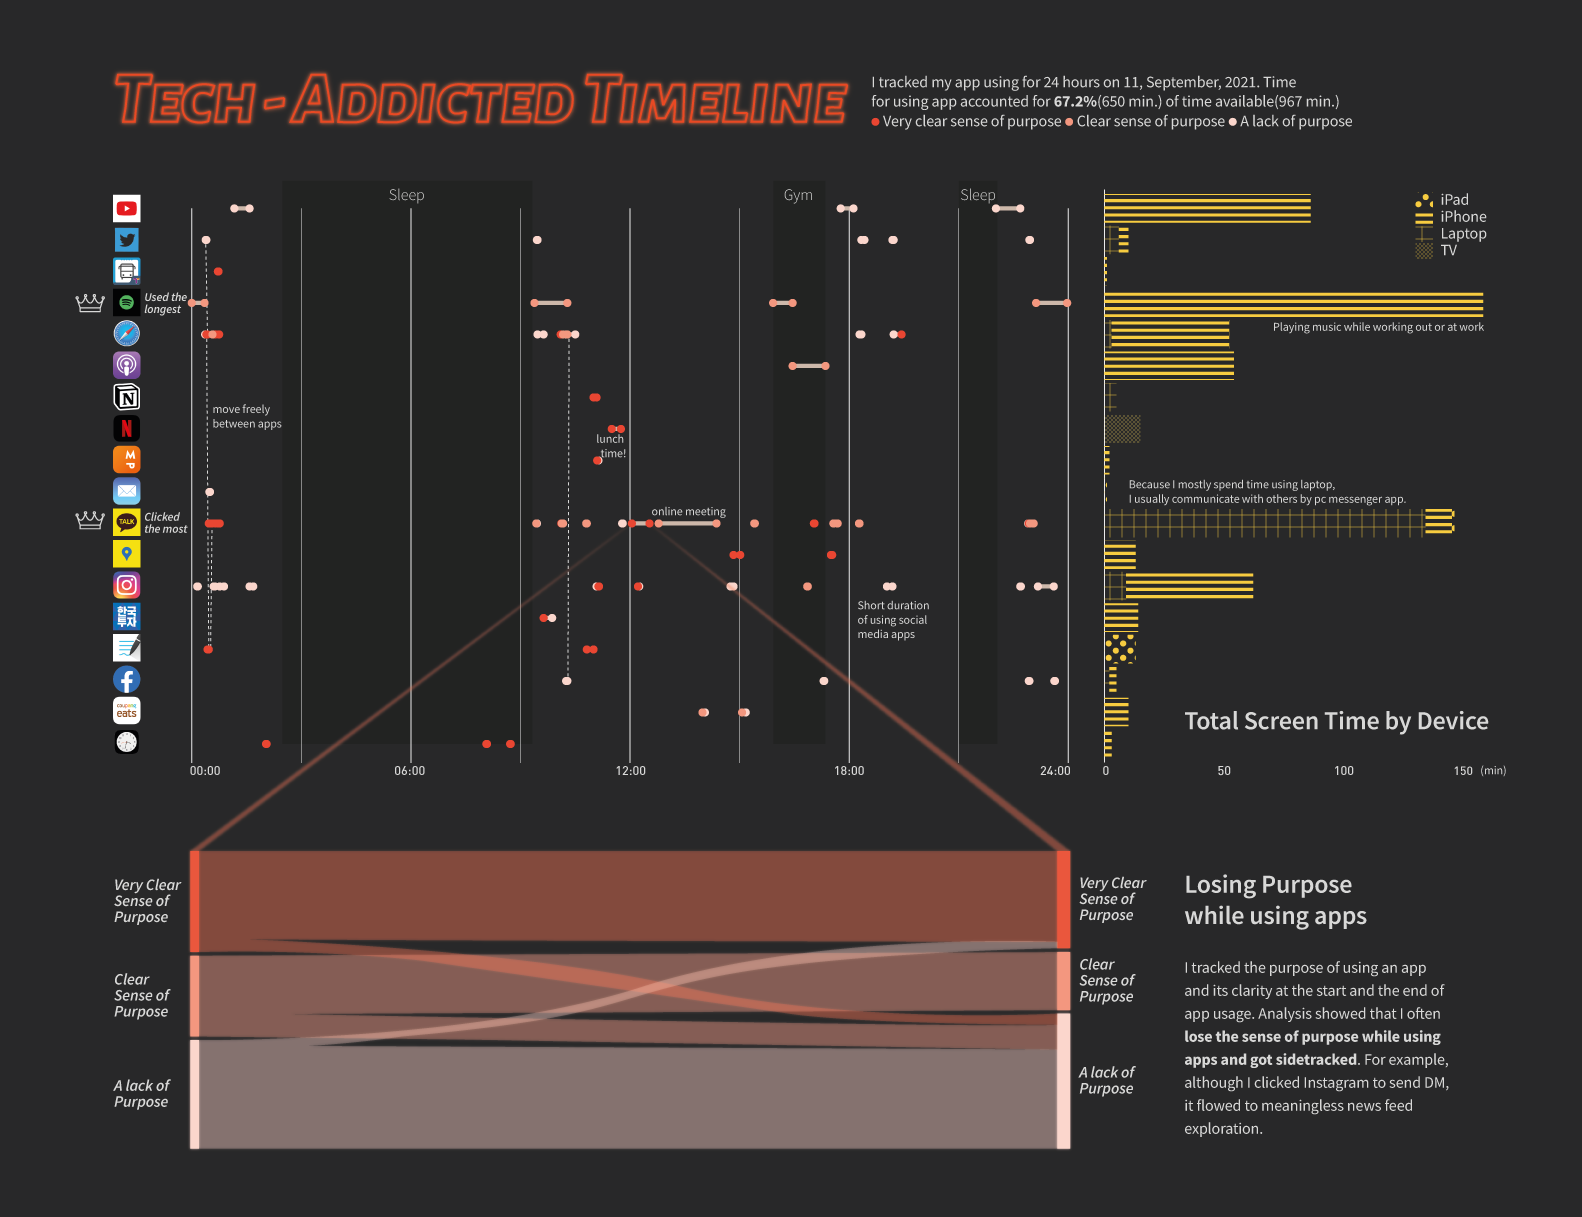 TECH-ADDICTED TIMELINE
I tracked my app using for 24 hours on 11, September, 2021. Time
for using app accounted for 67.2%(650 min.) of time available(967 min.)
Very clear sense of purpose Clear sense of purpose A lack of purpose
Sleep
Gym
Sleep
iPad
iPhone
Laptop
TV
Used the
longest
Playing music while working out or at work
N
move freely
between apps
N
lunch
time!
MP
Because I mostly spend time using laptop,
I usually communicate with others by pc messenger app.
TALK
Clicked
the most
online meeting
한국
투자
Short duration
of using social
media apps
coupang
eats
Total Screen Time by Device
00:00
06:00
12:00
18:00
24:00
0
50
100
150 (min)
Very Clear
Sense of
Purpose
Clear
Sense of
Purpose
A lack of
Purpose
Very Clear
Sense of
Purpose
Clear
Sense of
Purpose
A lack of
Purpose
Losing Purpose
while using apps
I tracked the purpose of using an app
and its clarity at the start and the end of
app usage. Analysis showed that I often
lose the sense of purpose while using
apps and got sidetracked. For example,
although I clicked Instagram to send DM,
it flowed to meaningless news feed
exploration.